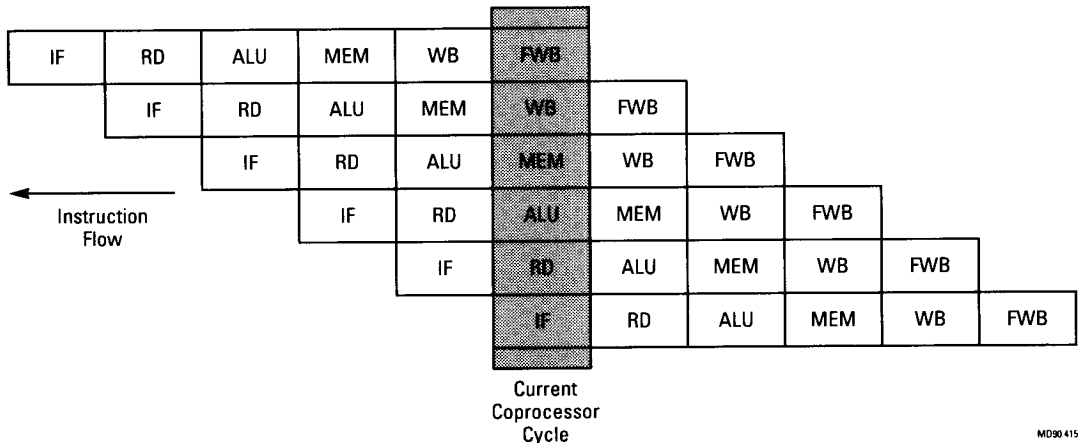 IF RD ALU MEM WB FWB
IF RD ALU MEM WB FWB
IF RD ALU MEM WB FWB
Instruction
Flow
IF RD ALU MEM WB FWB
IF RD ALU MEM WB FWB
IF RD ALU MEM WB FWB
Current
Coprocessor
Cycle
MD90 415